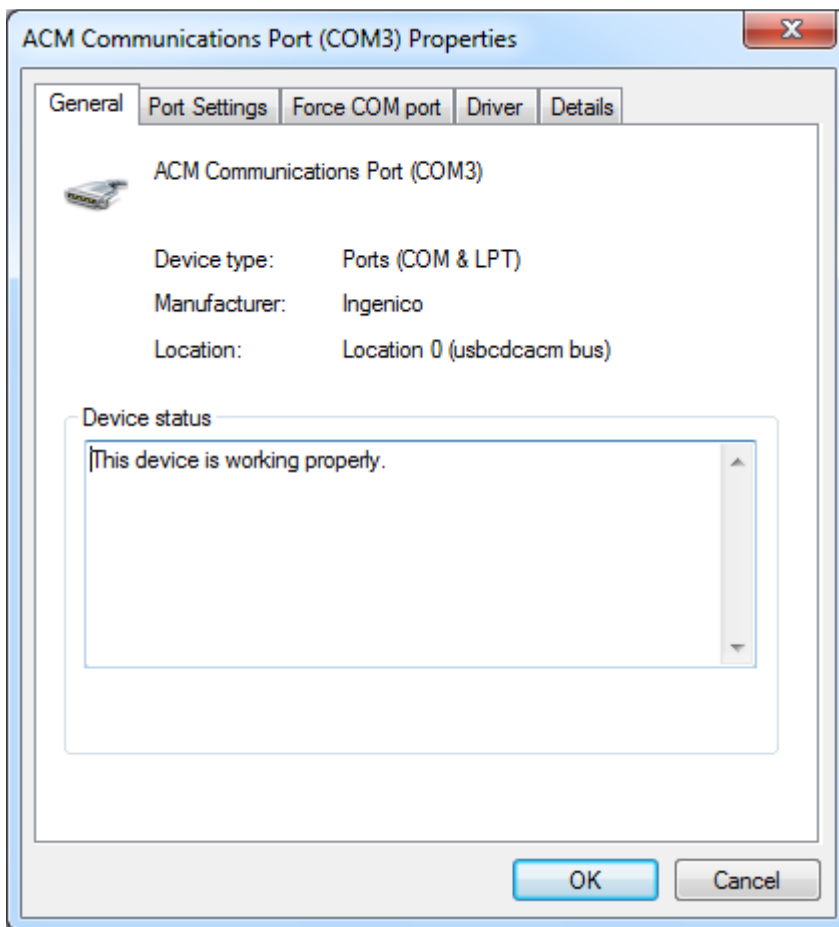 ACM Communications Port (COM3) Properties
General Port Settings Force COM port Driver Details
ACM Communications Port (COM3)
Device type: Ports (COM & LPT)
Manufacturer: Ingenico
Location: Location 0 (usbcdcacm bus)
Device status
This device is working properly.
OK Cancel